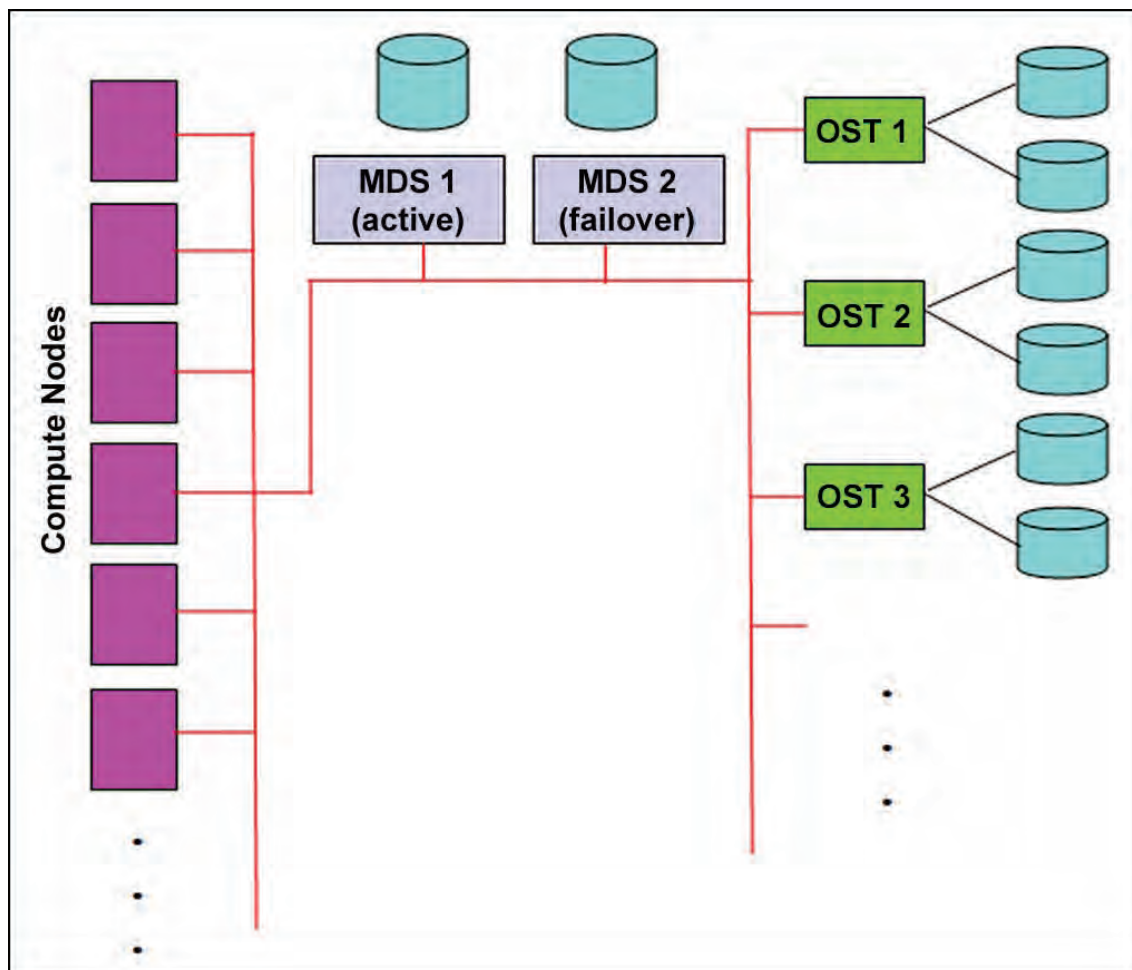 MDS 1
(active)
MDS 2
(failover)
OST 1
OST 2
OST 3
Compute Nodes